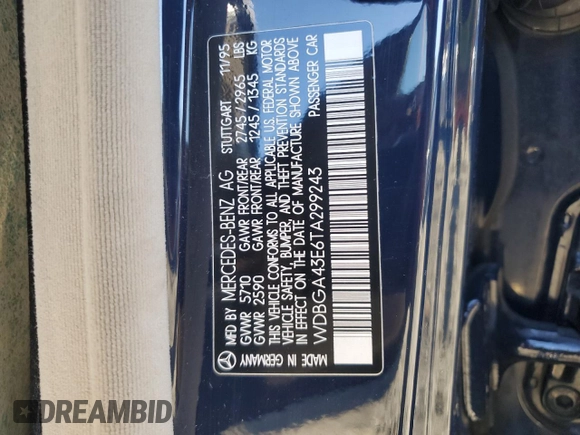 MADE IN GERMANY
MERCEDES-BENZ AG STUTTGART 11/95
GVWR 5710 GAWR FRONT/REAR 2745/2965 LBS
GVWR 2590 GAWR FRONT/REAR 1245/1345 KG
THIS VEHICLE CONFORMS TO ALL APPLICABLE U.S. FEDERAL MOTOR
VEHICLE SAFETY, BUMPER, AND THEFT PREVENTION STANDARDS
IN EFFECT ON THE DATE OF MANUFACTURE SHOWN ABOVE
WDBGA43E6TA299243 PASSENGER CAR
DREAMBID